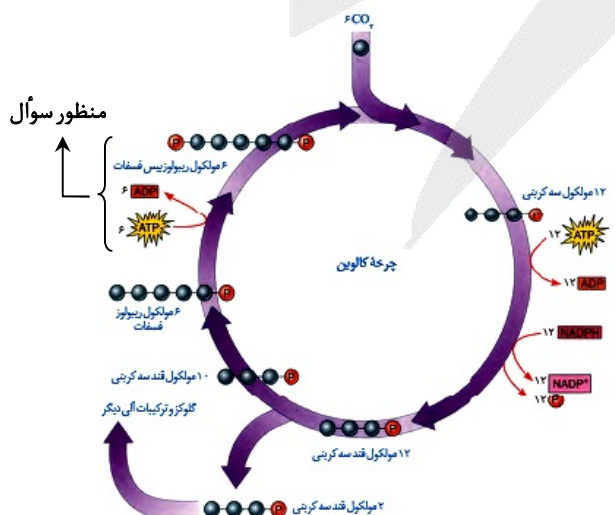 ۶CO۲
منظور سؤال
۶ مولکول ریبولوزبیس فسفات
۶ ADP
۶ ATP
۱۲ مولکول سه کربنی
۱۲ ATP
۱۲ ADP
۱۲ NADPH
۱۲ NADP⁺
۱۲ P
چرخهٔ کالوین
۶ مولکول ریبولوز
فسفات
۱۰ مولکول قند سه کربنی
گلوکز و ترکیبات آلی دیگر
۱۲ مولکول قند سه کربنی
۲ مولکول قند سه کربنی
P
P
P
P
P
P